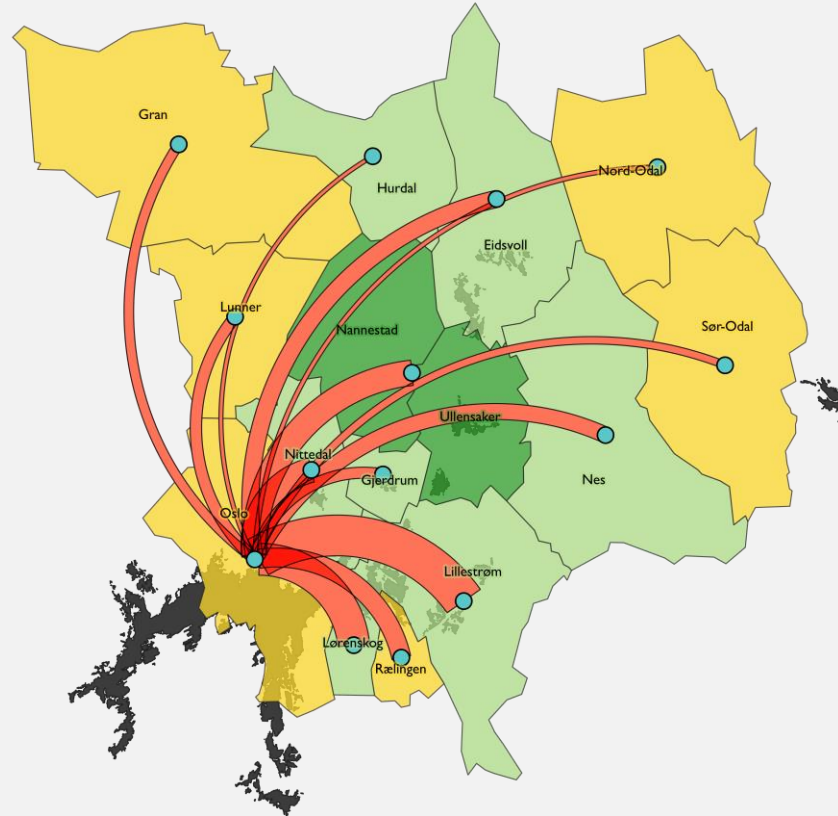 Gran
Nord-Odal
Hurdal
Eidsvoll
Lunner
Nannestad
Sør-Odal
Ullensaker
Nittedal
Gjerdrum
Nes
Oslo
Lillestrøm
Lørenskog
Rælingen